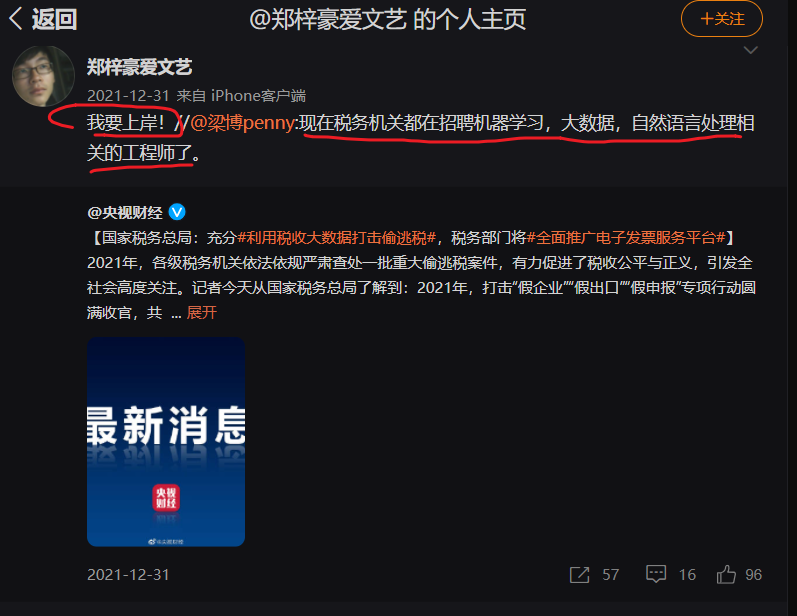 返回
@郑梓豪爱文艺 的个人主页
+关注
郑梓豪爱文艺
2021-12-31 来自 iPhone客户端
我要上岸！//@梁博penny:现在税务机关都在招聘机器学习，大数据，自然语言处理相
关的工程师了。
@央视财经
【国家税务总局：充分#利用税收大数据打击偷逃税#，税务部门将#全面推广电子发票服务平台#】
2021年，各级税务机关依法依规严肃查处一批重大偷逃税案件，有力促进了税收公平与正义，引发全
社会高度关注。记者今天从国家税务总局了解到：2021年，打击“假企业”“假出口”“假申报”专项行动圆
满收官，共 ... 展开
最新消息
央视
财经
@央视财经
2021-12-31
57
16
96